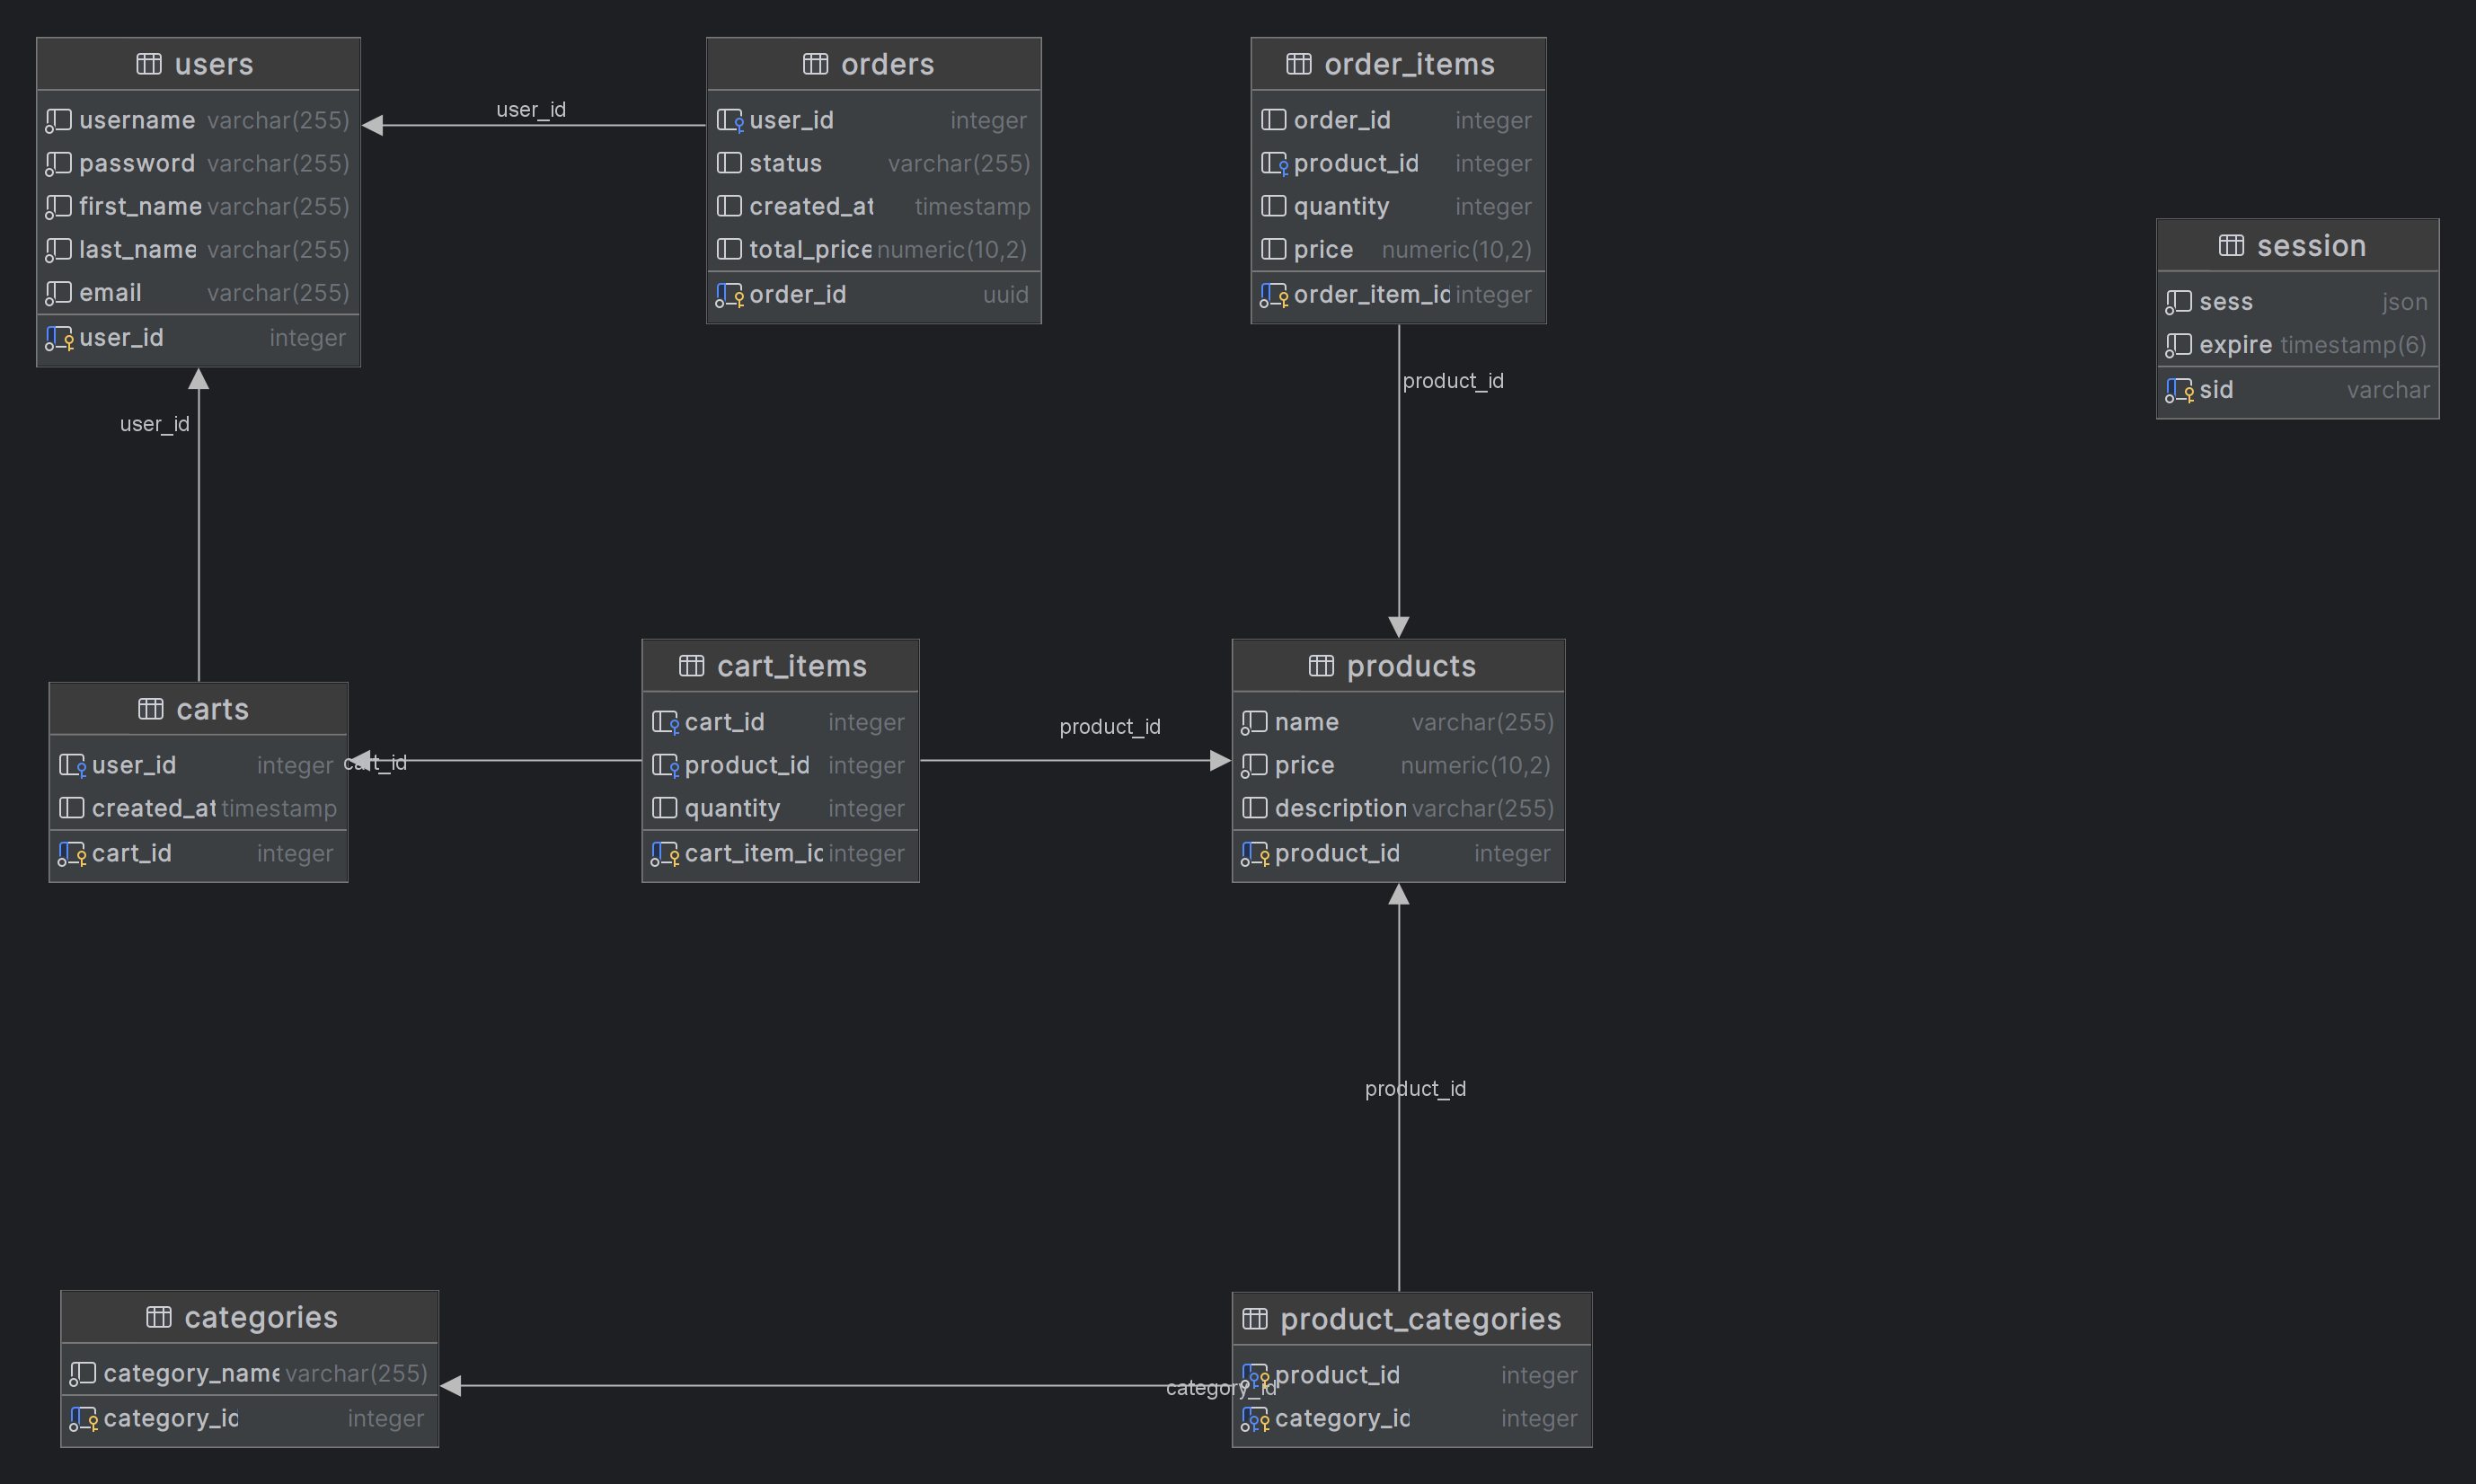 users
username varchar(255)
password varchar(255)
first_name varchar(255)
last_name varchar(255)
email varchar(255)
user_id integer
user_id
orders
user_id integer
status varchar(255)
created_at timestamp
total_price numeric(10,2)
order_id uuid
order_items
order_id integer
product_id integer
quantity integer
price numeric(10,2)
order_item_id integer
session
sess json
expire timestamp(6)
sid varchar
user_id
product_id
carts
user_id integer
created_at timestamp
cart_id integer
cart_id
cart_items
cart_id integer
product_id integer
quantity integer
cart_item_id integer
product_id
products
name varchar(255)
price numeric(10,2)
description varchar(255)
product_id integer
product_id
categories
category_name varchar(255)
category_id integer
category_id
product_categories
product_id integer
category_id integer